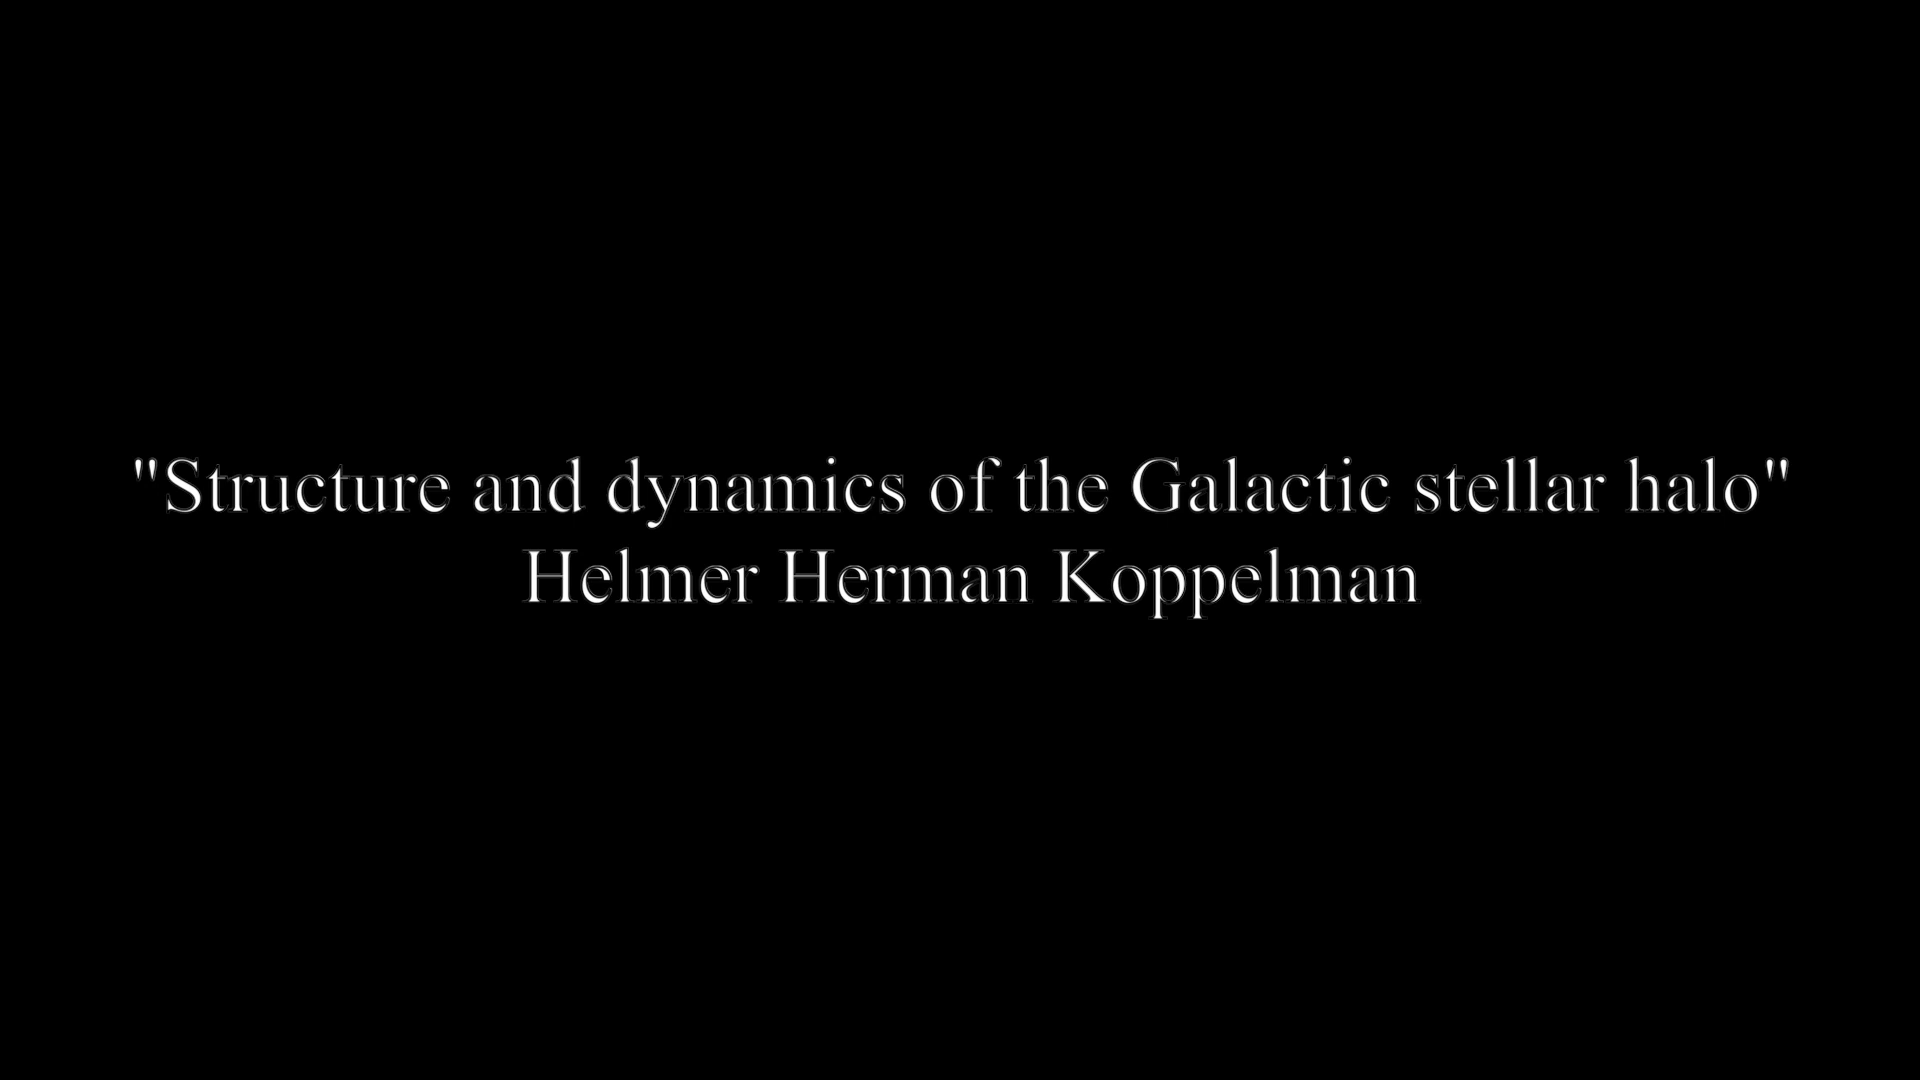 "Structure and dynamics of the Galactic stellar halo"
Helmer Herman Koppelman